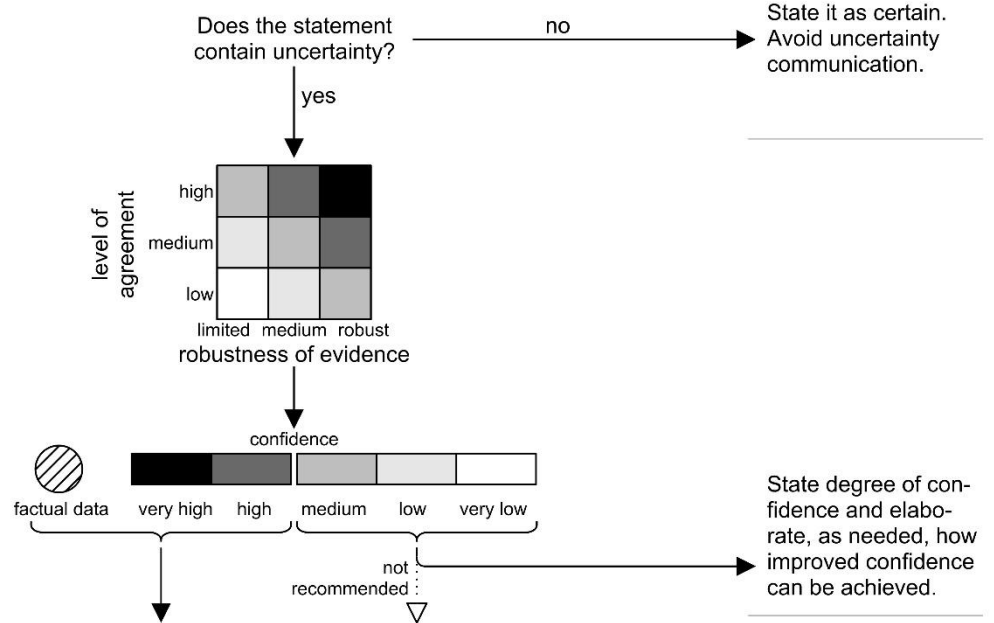 Does the statement
contain uncertainty?
no
State it as certain.
Avoid uncertainty
communication.
yes
level of
agreement
high
medium
low
limited medium robust
robustness of evidence
confidence
factual data very high high medium low very low
not
recommended
State degree of con-
fidence and elabo-
rate, as needed, how
improved confidence
can be achieved.